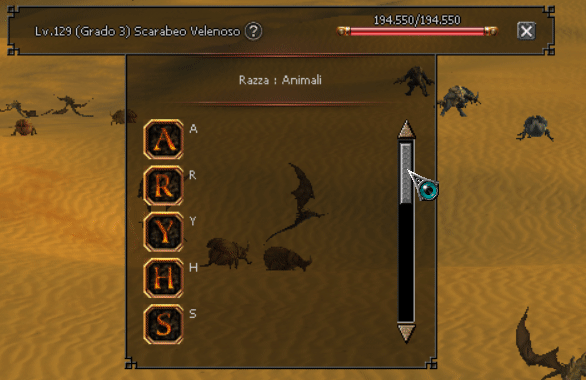 194.550/194.550
Lv.129 (Grado 3) Scarabeo Velenoso ?
Razza : Animali
A A
R R
Y Y
H H
S S